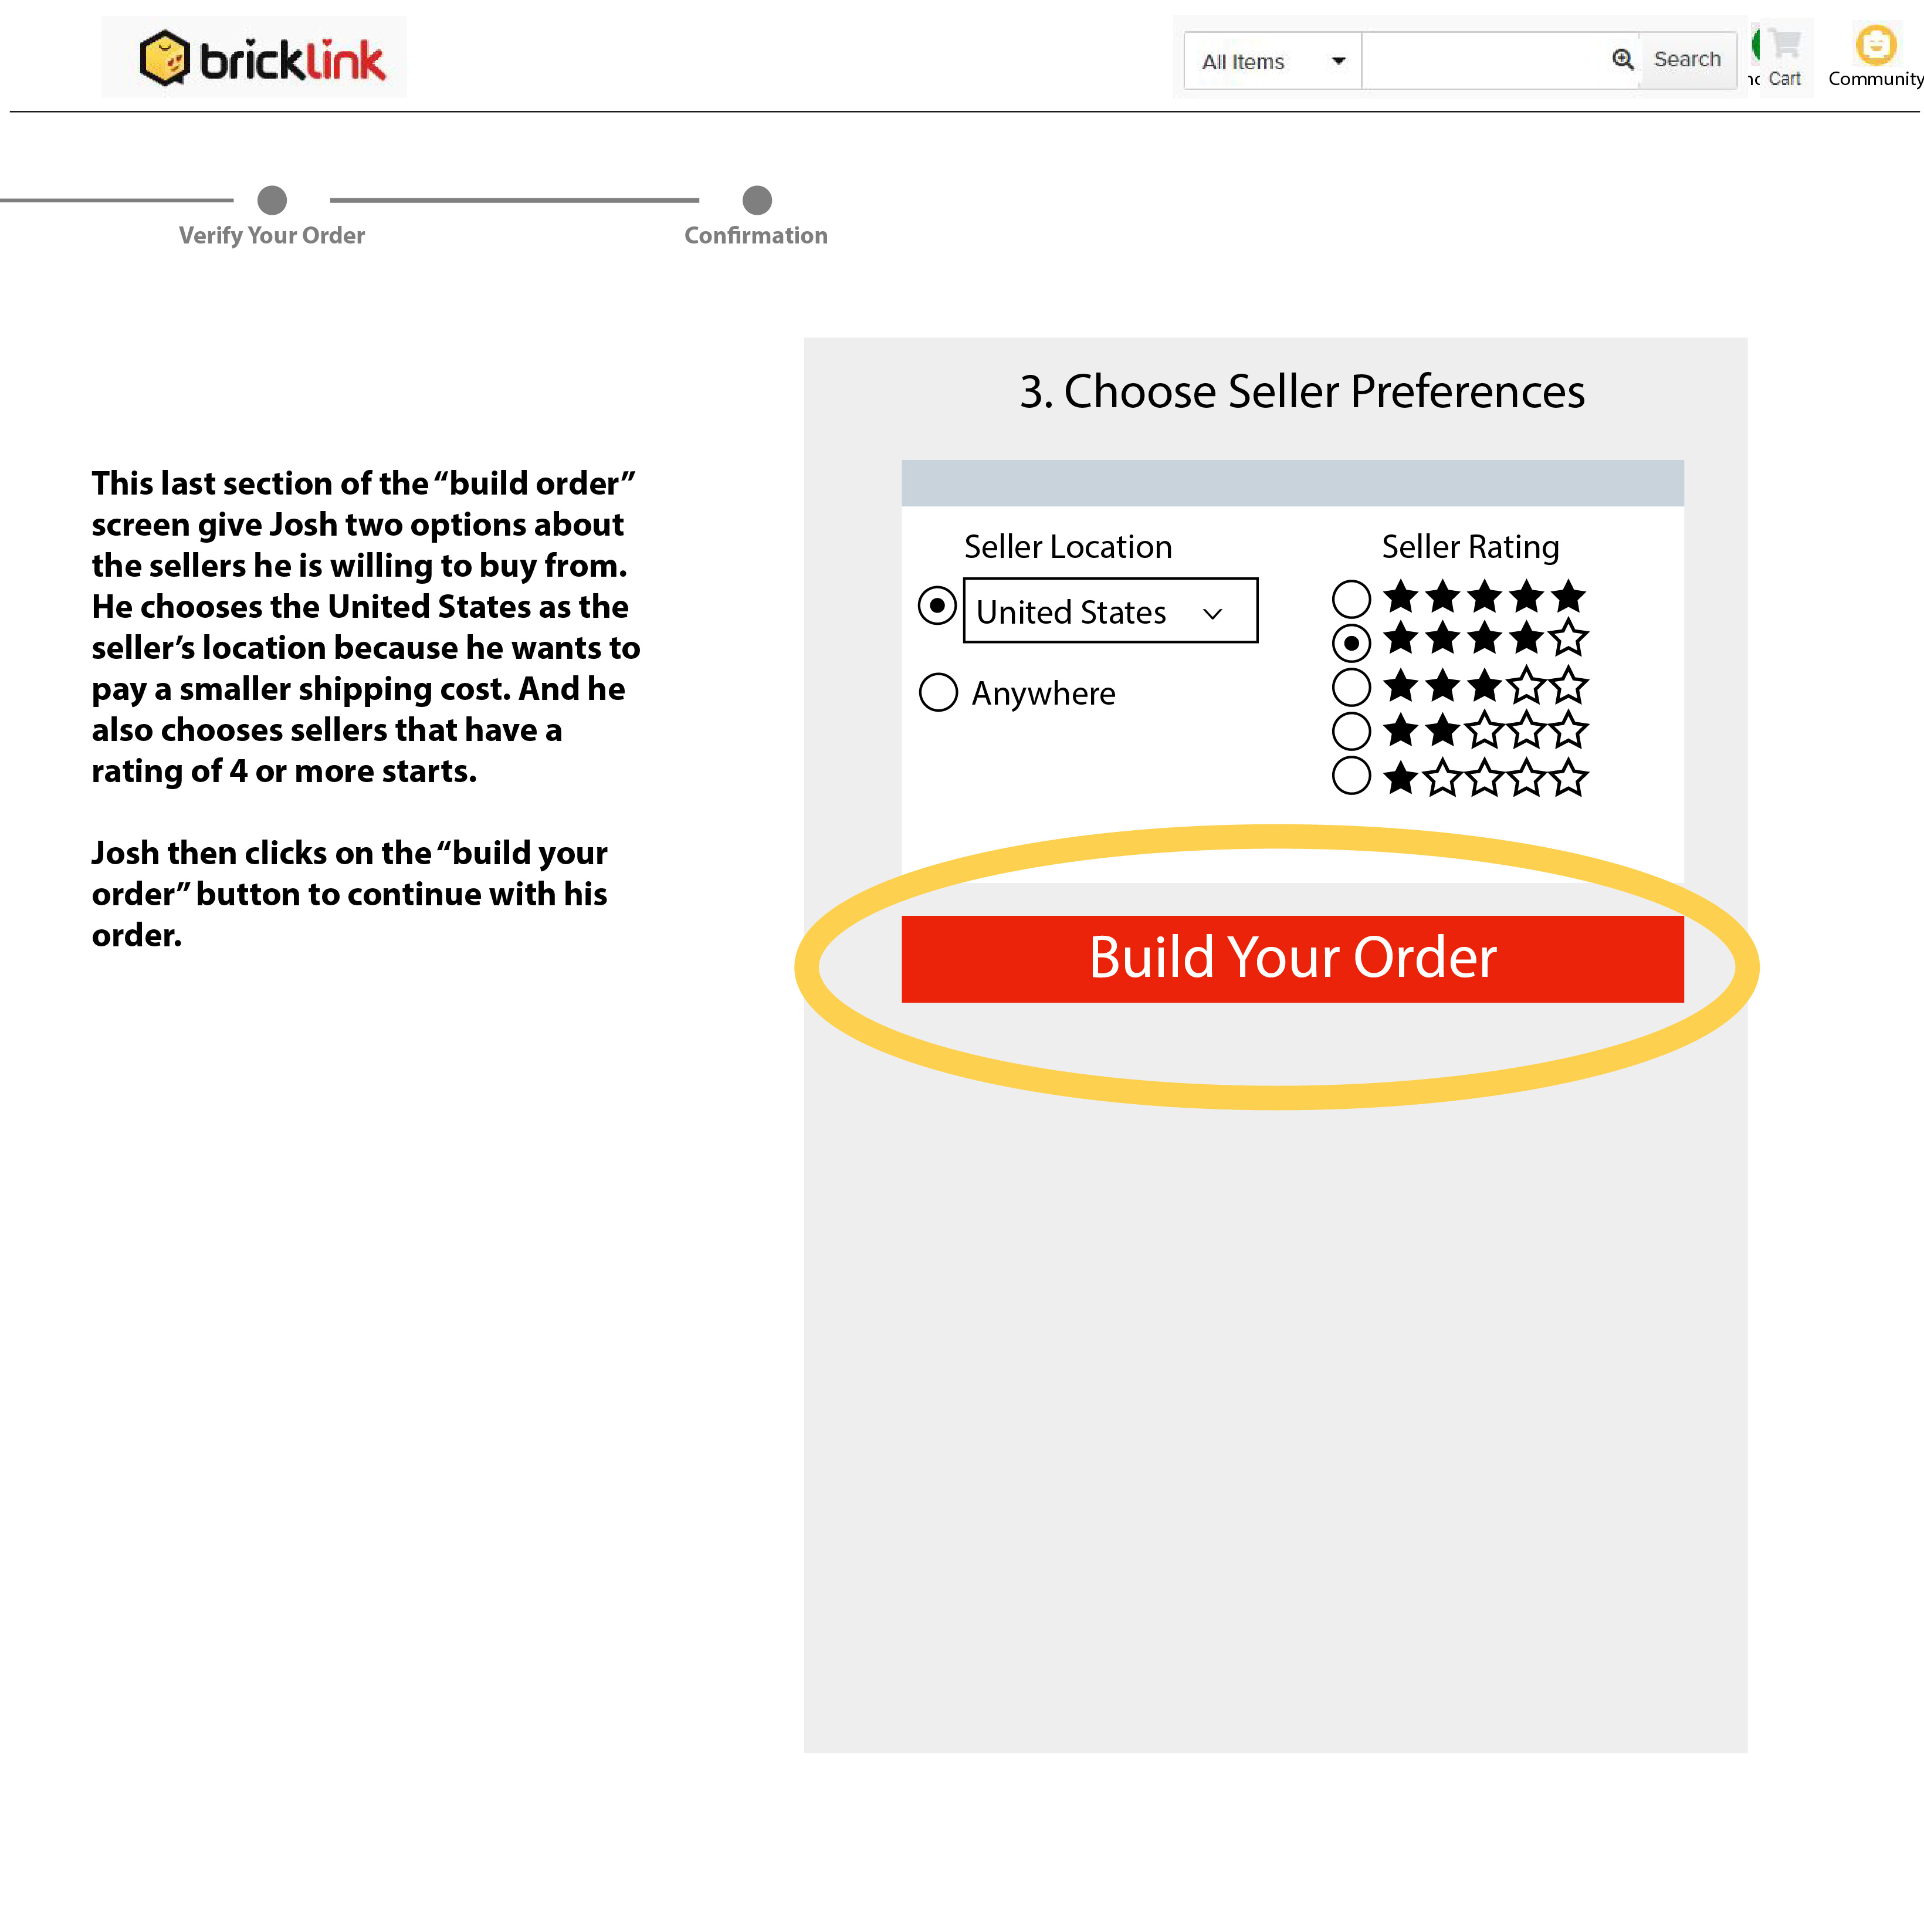 bricklink
All Items
Search
Cart
Community
Verify Your Order
Confirmation
3. Choose Seller Preferences
This last section of the “build order”
screen give Josh two options about
the sellers he is willing to buy from.
He chooses the United States as the
seller’s location because he wants to
pay a smaller shipping cost. And he
also chooses sellers that have a
rating of 4 or more starts.
Josh then clicks on the “build your
order” button to continue with his
order.
Seller Location
United States
Anywhere
Seller Rating
Build Your Order